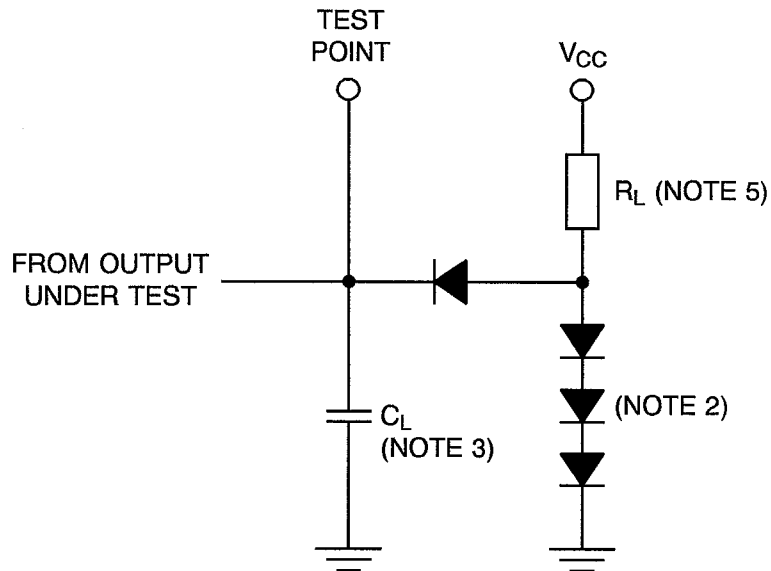 TEST
POINT
VCC
RL (NOTE 5)
FROM OUTPUT
UNDER TEST
(NOTE 2)
CL
(NOTE 3)